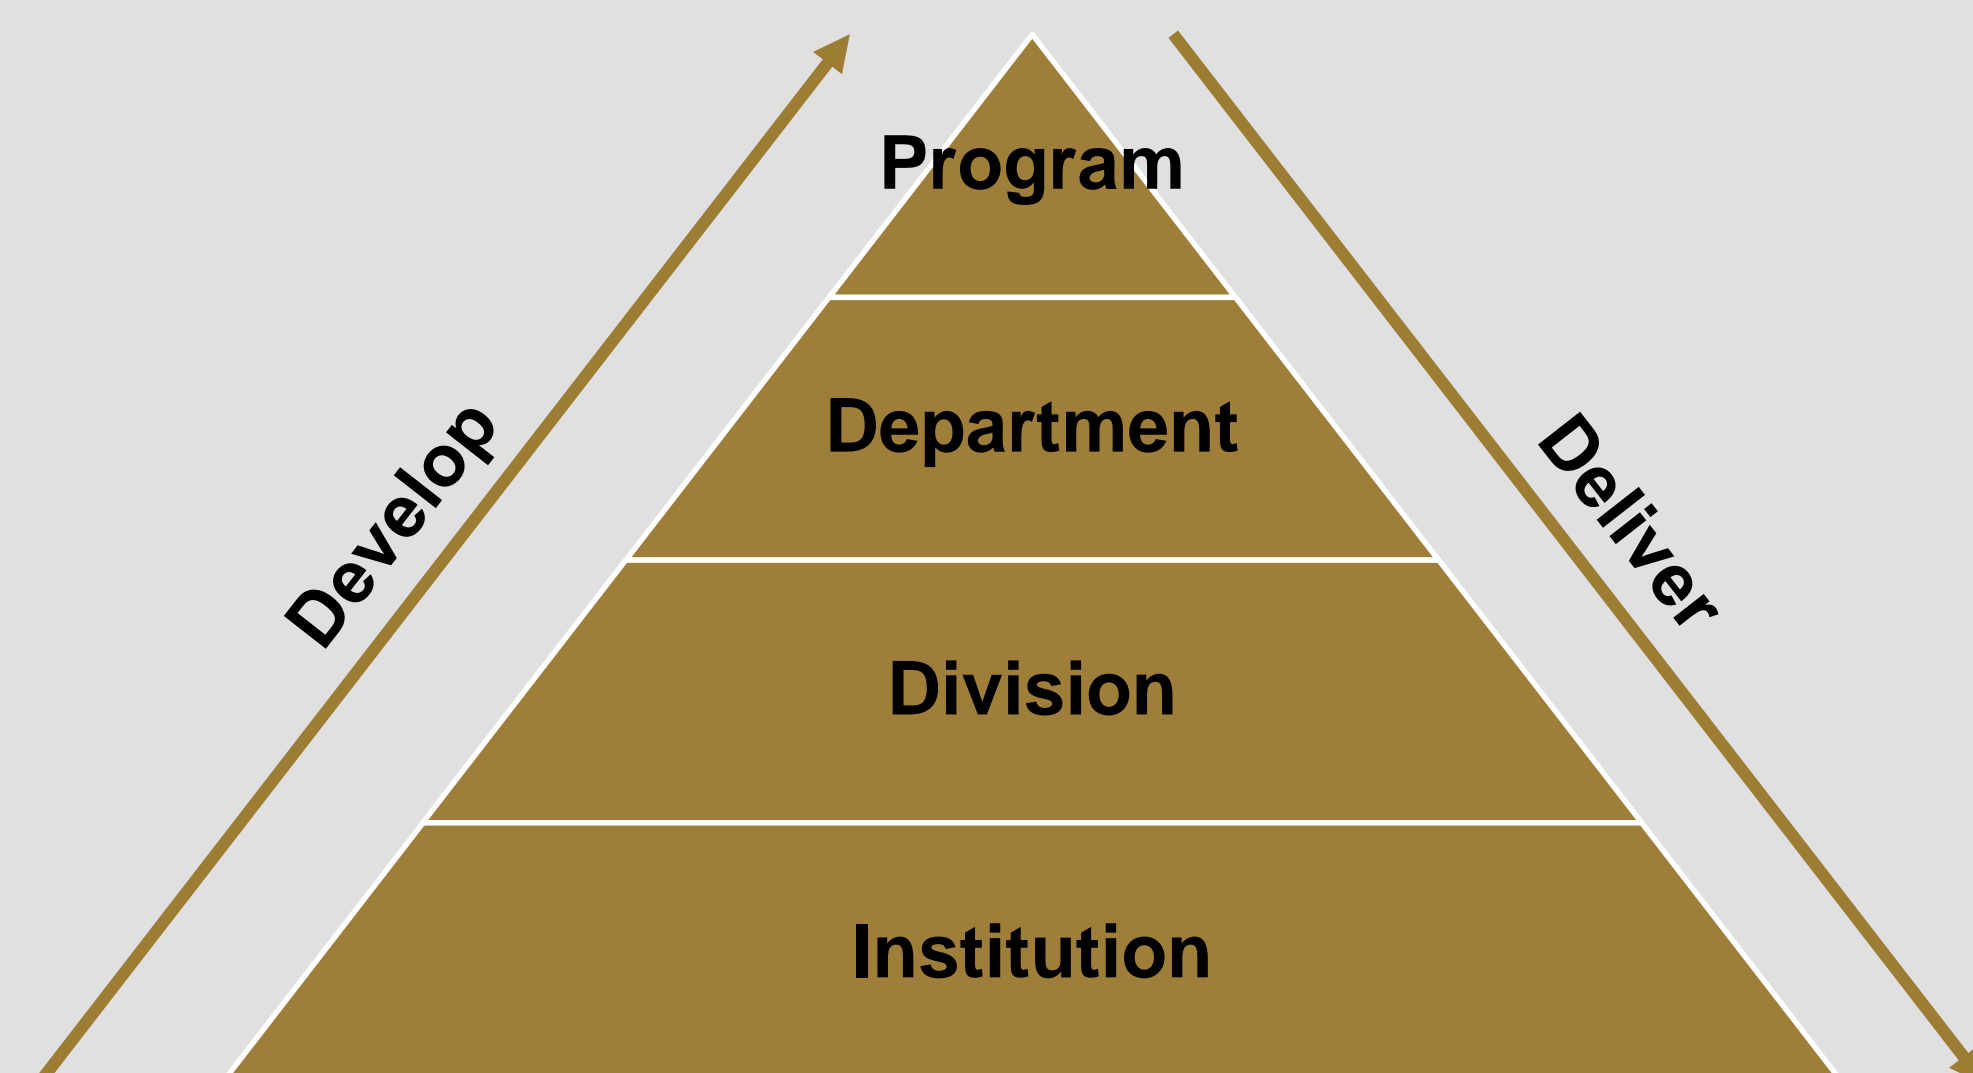 Program
Department
Develop
Deliver
Division
Institution